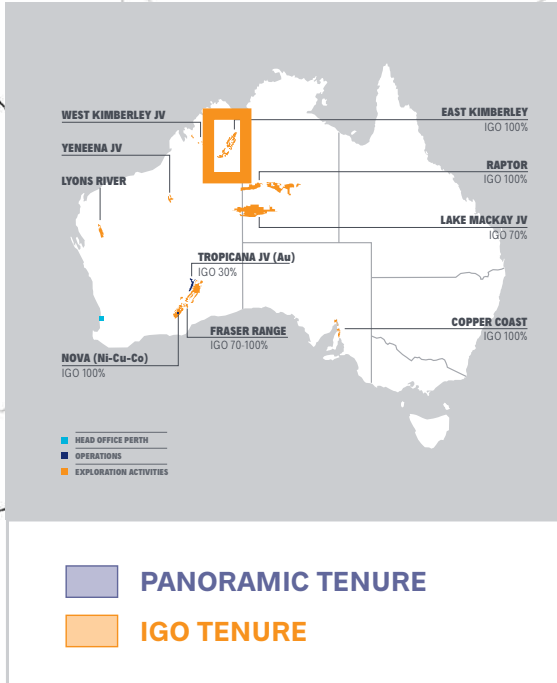 WEST KIMBERLEY JV
EAST KIMBERLEY
IGO 100%
YENEENA JV
RAPTOR
IGO 100%
LYONS RIVER
LAKE MACKAY JV
IGO 70%
TROPICANA JV (Au)
IGO 30%
FRASER RANGE
IGO 70-100%
COPPER COAST
IGO 100%
NOVA (Ni-Cu-Co)
IGO 100%
HEAD OFFICE PERTH
OPERATIONS
EXPLORATION ACTIVITIES
PANORAMIC TENURE
IGO TENURE